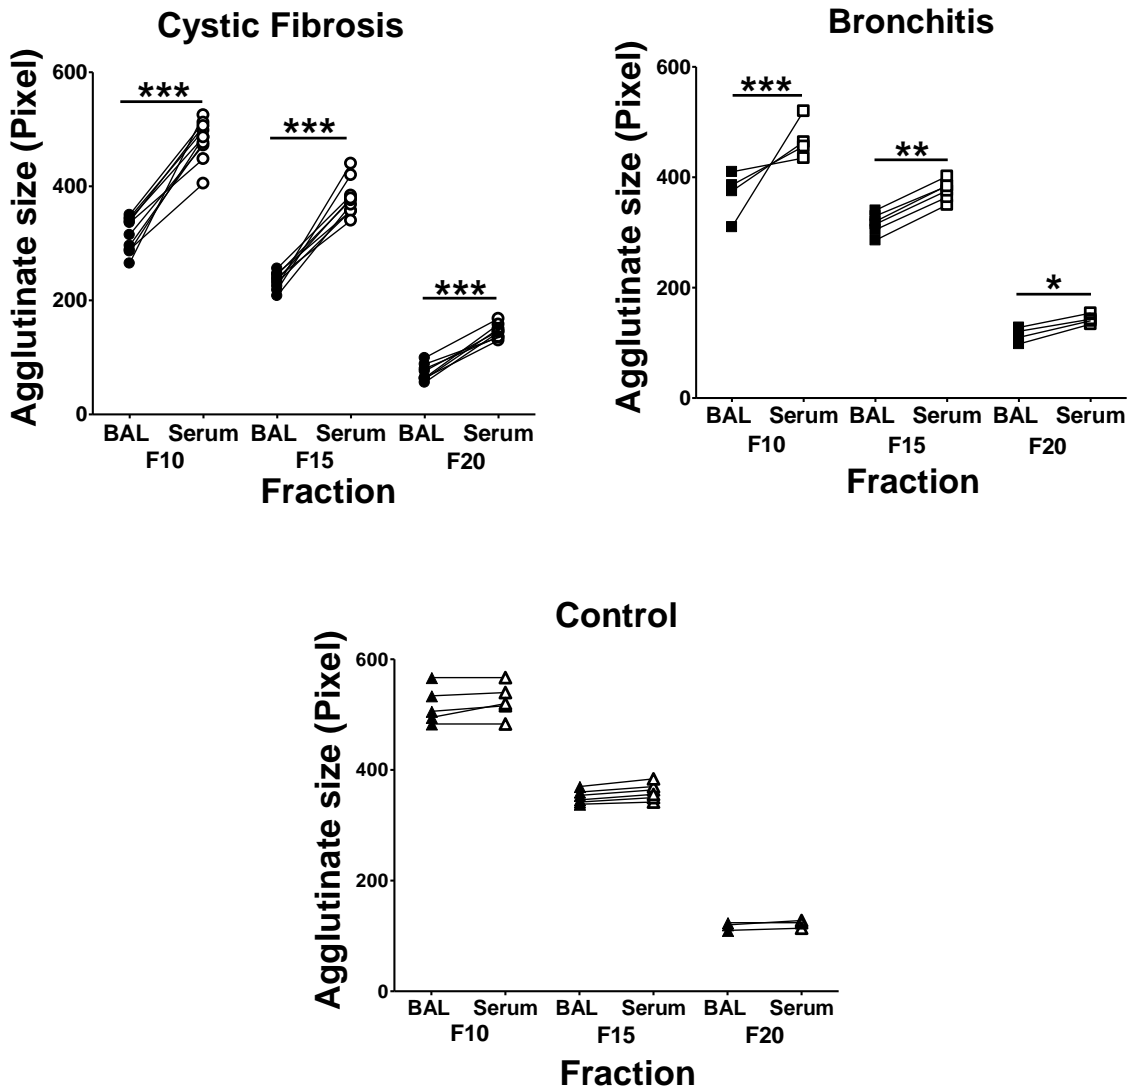 Cystic Fibrosis
Agglutinate size (Pixel)
600
400
200
0
***
***
***
BAL Serum BAL Serum BAL Serum
F10 F15 F20
Fraction
Bronchitis
Agglutinate size (Pixel)
600
400
200
0
***
**
*
BAL Serum BAL Serum BAL Serum
F10 F15 F20
Fraction
Control
Agglutinate size (Pixel)
600
400
200
0
BAL Serum BAL Serum BAL Serum
F10 F15 F20
Fraction